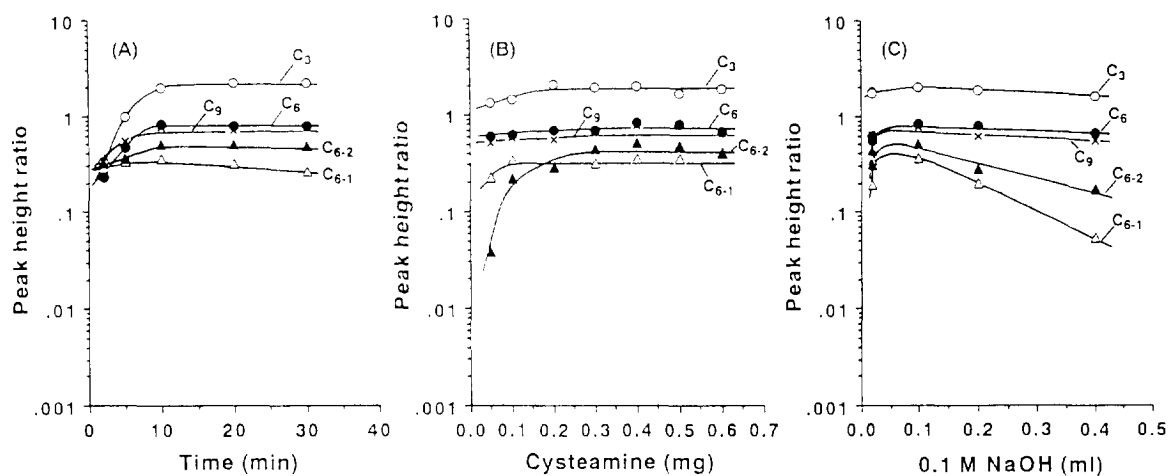 (A)
Peak height ratio
10
1
.1
.01
.001
0 10 20 30 40
Time (min)
C3
C9
C6
C6-2
C6-1
(B)
Peak height ratio
10
1
.1
.01
.001
0.0 0.1 0.2 0.3 0.4 0.5 0.6 0.7
Cysteamine (mg)
C3
C9
C6
C6-2
C6-1
(C)
Peak height ratio
10
1
.1
.01
.001
0.0 0.1 0.2 0.3 0.4 0.5
0.1 M NaOH (ml)
C3
C6
C9
C6-2
C6-1